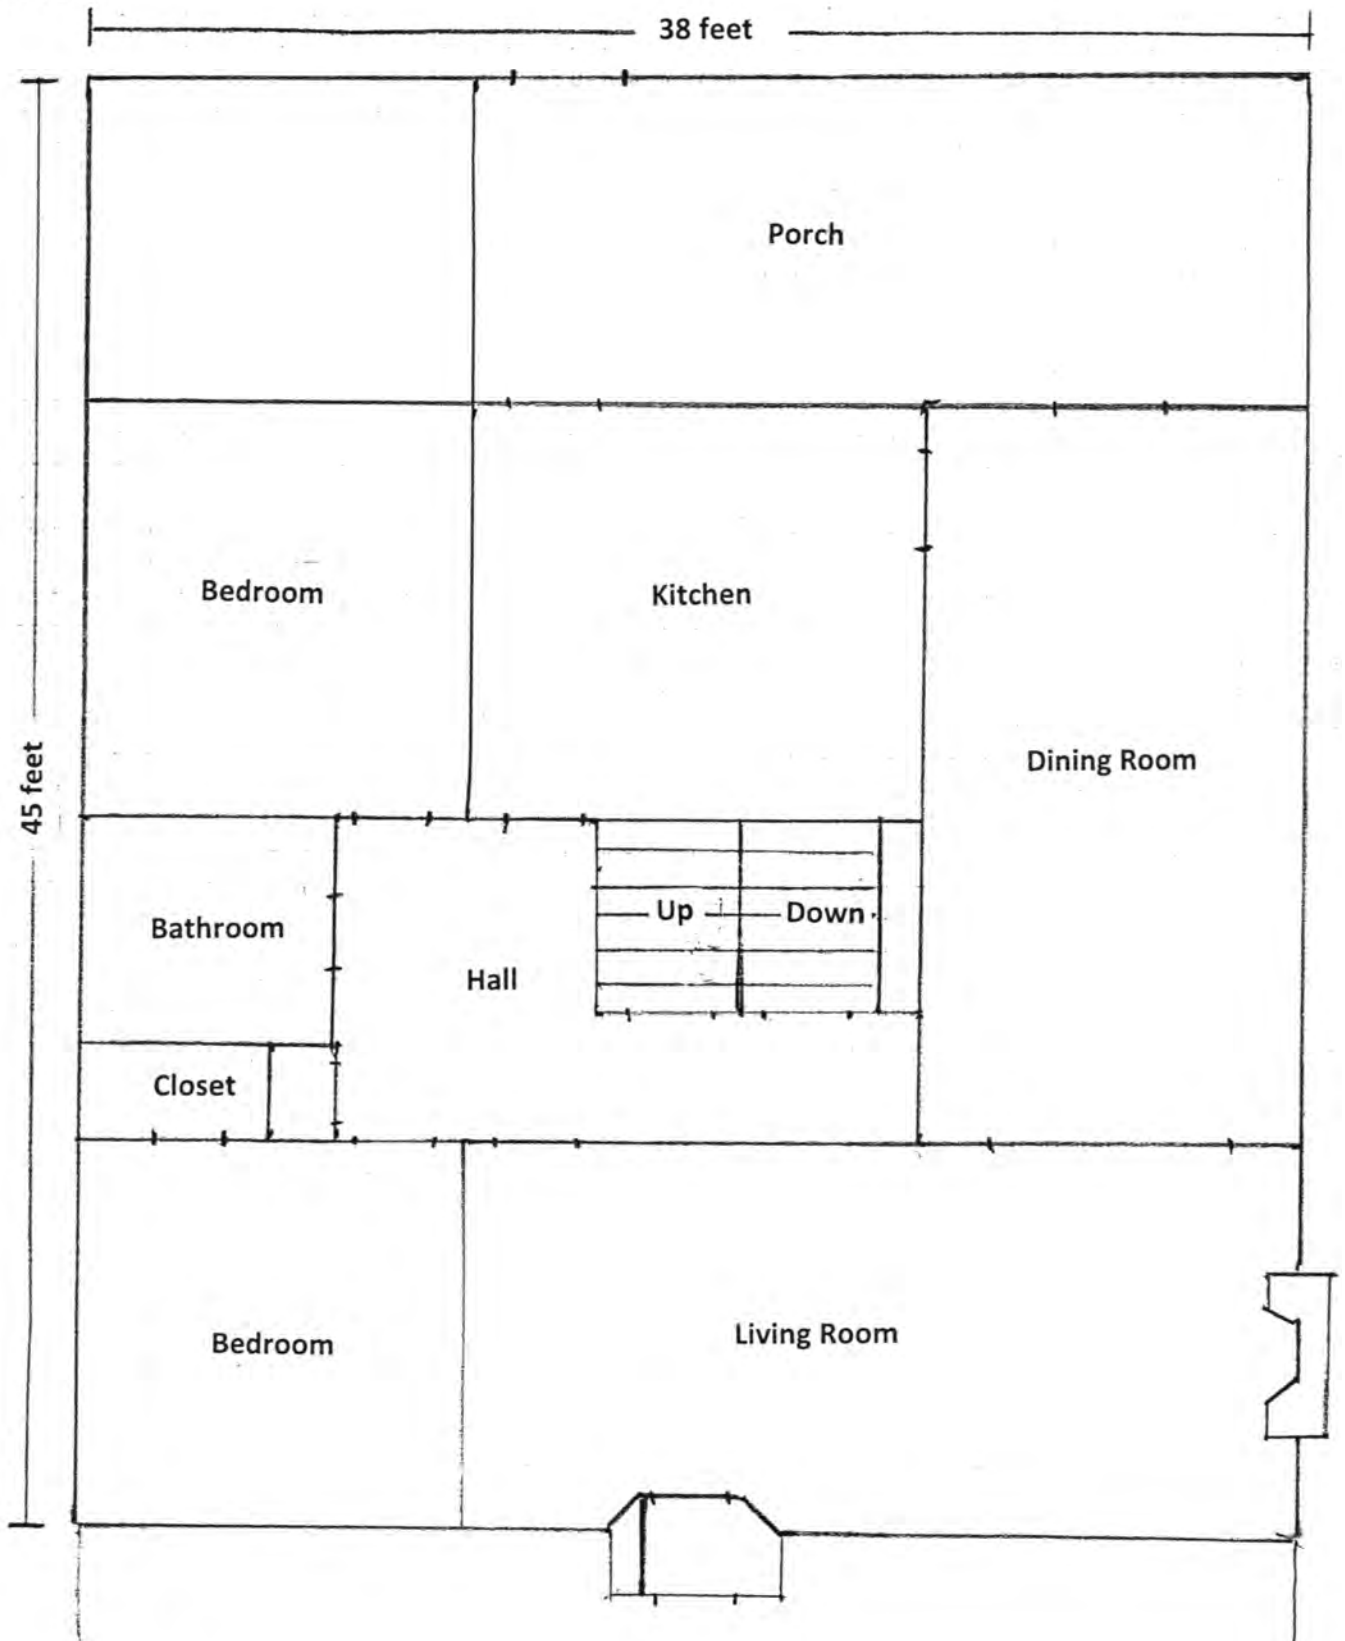 38 feet
Porch
45 feet
Bedroom
Kitchen
Dining Room
Bathroom
Up
Down
Hall
Closet
Bedroom
Living Room